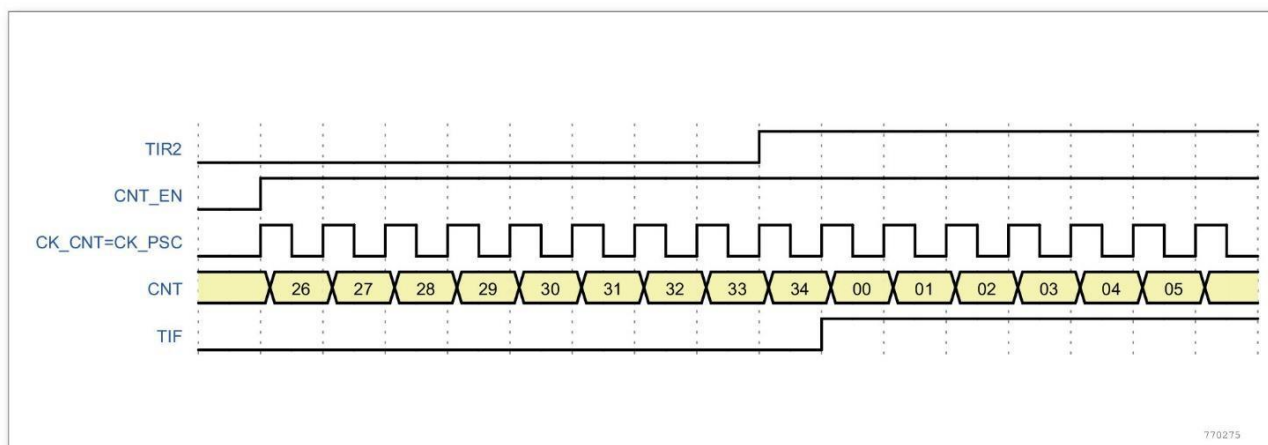 TIR2
CNT_EN
CK_CNT=CK_PSC
CNT 26 27 28 29 30 31 32 33 34 00 01 02 03 04 05
TIF
770275